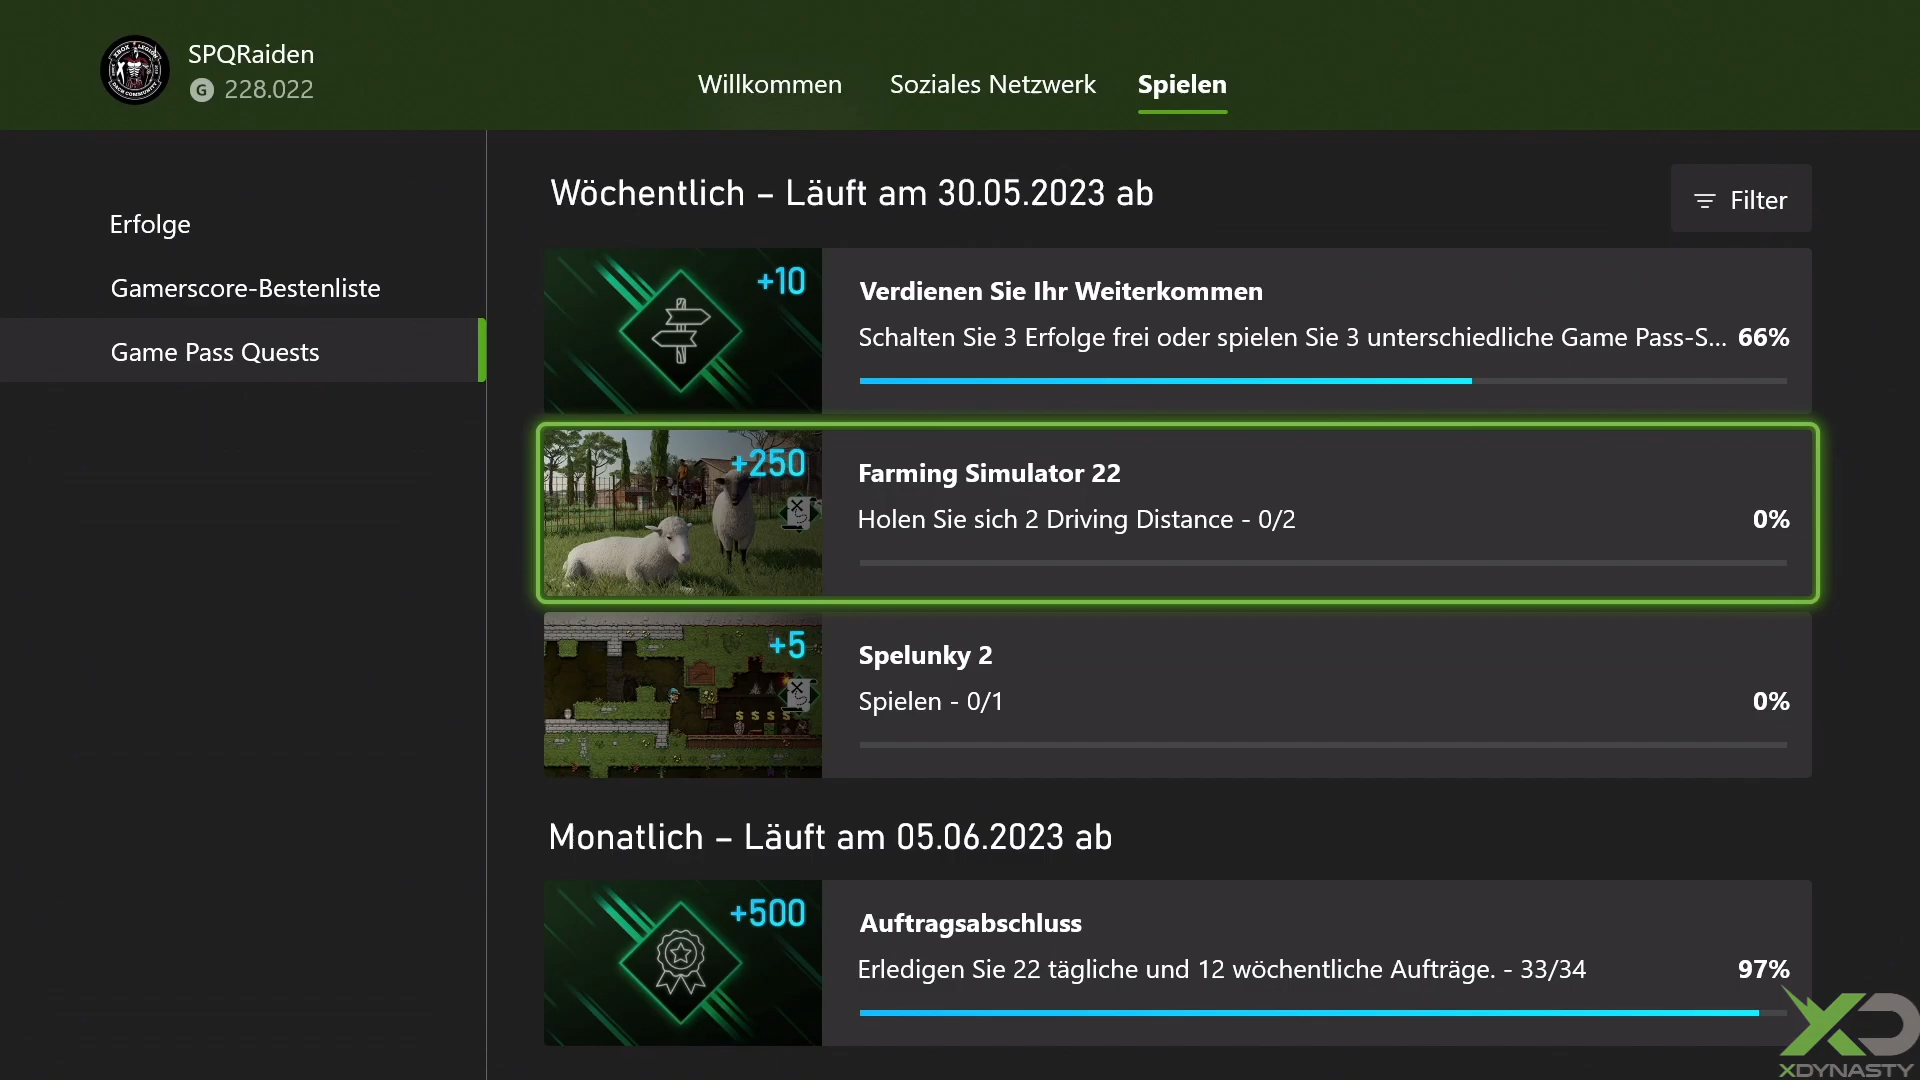 SPQRaiden
G 228.022
Willkommen
Soziales Netzwerk
Spielen
Erfolge
Gamerscore-Bestenliste
Game Pass Quests
Wöchentlich – Läuft am 30.05.2023 ab
Filter
+10
Verdienen Sie Ihr Weiterkommen
Schalten Sie 3 Erfolge frei oder spielen Sie 3 unterschiedliche Game Pass-S... 66%
+250
Farming Simulator 22
Holen Sie sich 2 Driving Distance - 0/2 0%
+5
Spelunky 2
Spielen - 0/1 0%
Monatlich – Läuft am 05.06.2023 ab
+500
Auftragsabschluss
Erledigen Sie 22 tägliche und 12 wöchentliche Aufträge. - 33/34 97%
XD
XDYNASTY